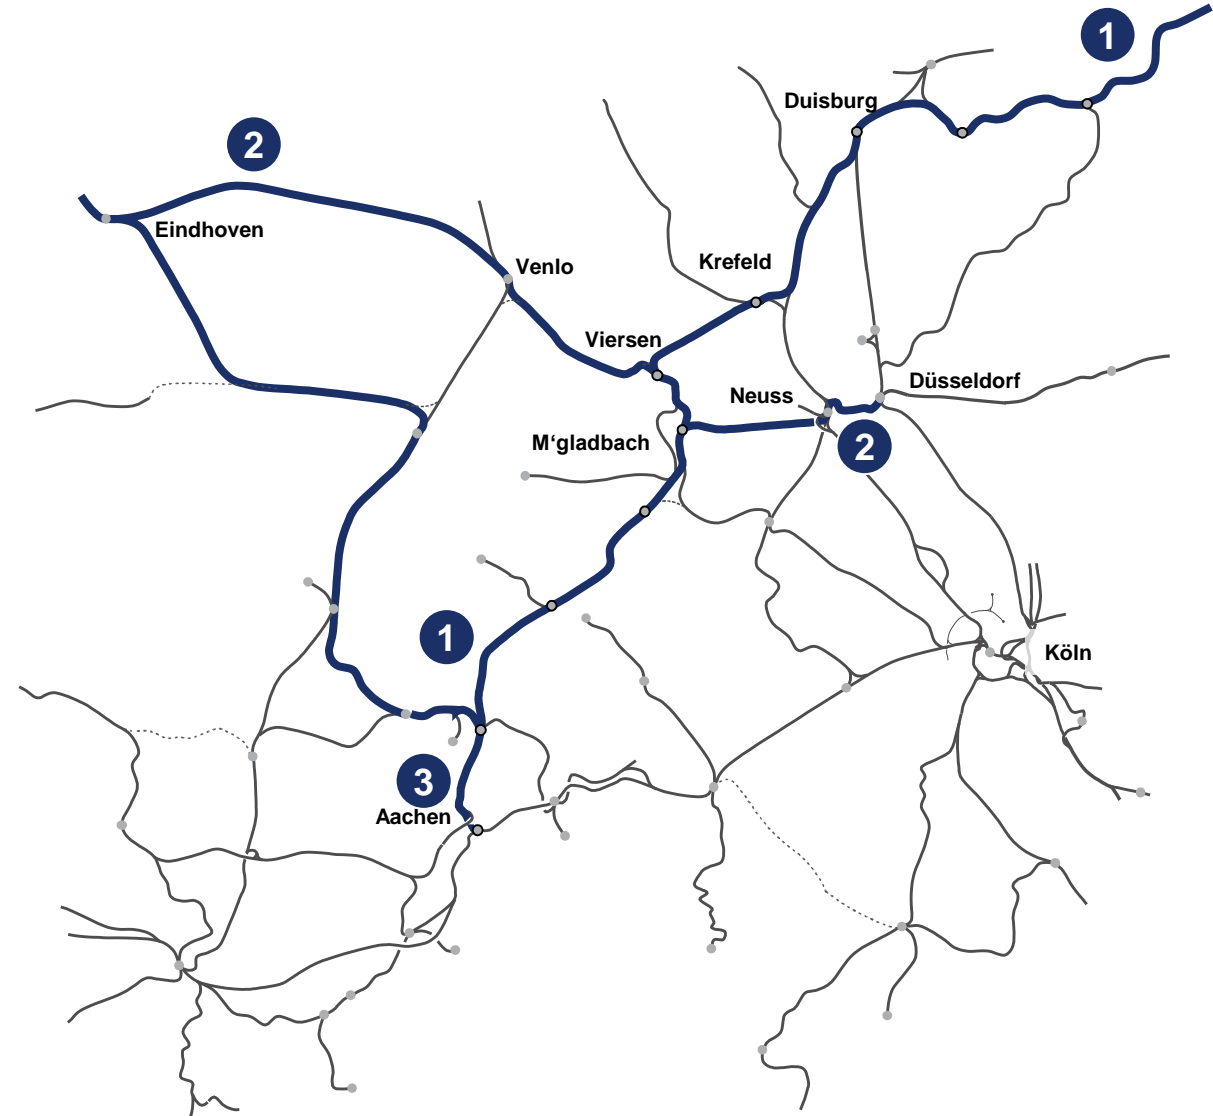 1
Duisburg
2
Eindhoven
Krefeld
Venlo
Viersen
Düsseldorf
Neuss
M‘gladbach
2
1
Köln
3
Aachen